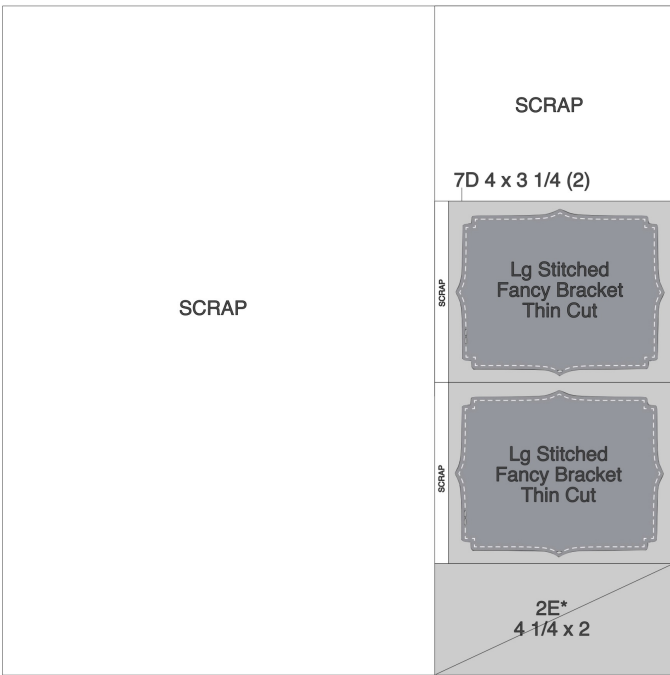 SCRAP
SCRAP
7D 4 x 3 1/4 (2)
SCRAP
Lg Stitched
Fancy Bracket
Thin Cut
SCRAP
Lg Stitched
Fancy Bracket
Thin Cut
2E*
4 1/4 x 2